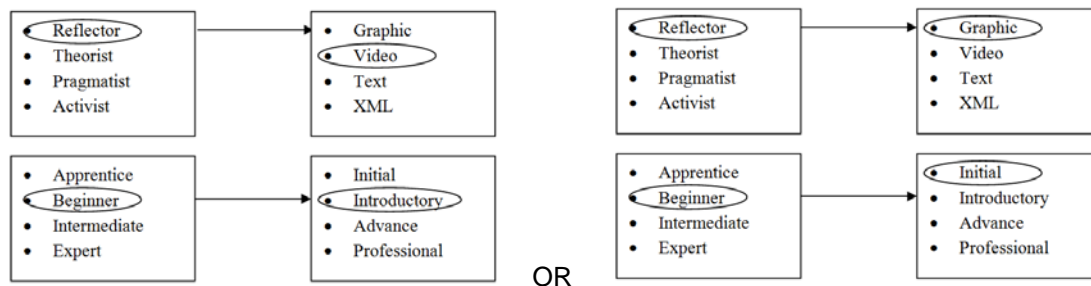 • Reflector
• Theorist
• Pragmatist
• Activist
• Graphic
• Video
• Text
• XML
• Apprentice
• Beginner
• Intermediate
• Expert
• Initial
• Introductory
• Advance
• Professional
OR
• Reflector
• Theorist
• Pragmatist
• Activist
• Graphic
• Video
• Text
• XML
• Apprentice
• Beginner
• Intermediate
• Expert
• Initial
• Introductory
• Advance
• Professional